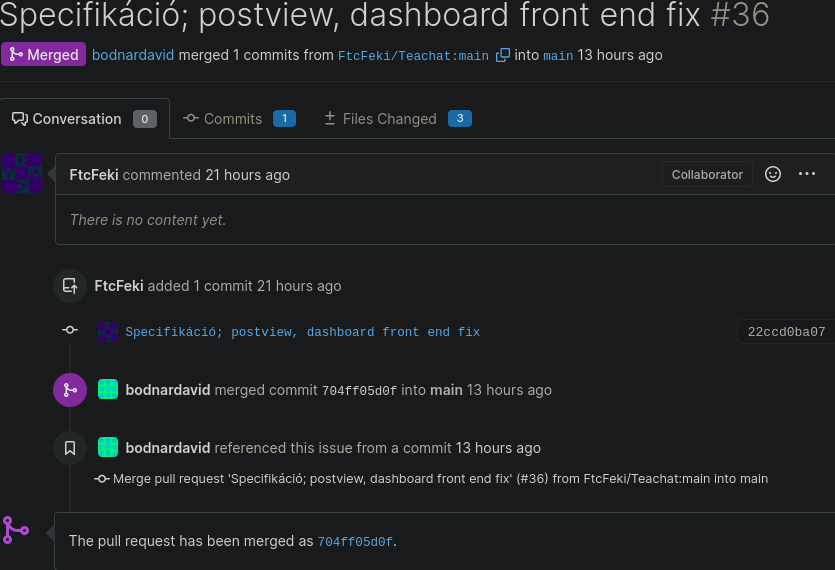 Specifikáció; postview, dashboard front end fix #36
Merged bodnardavid merged 1 commits from FtcFeki/Teachat:main into main 13 hours ago
Conversation 0 Commits 1 Files Changed 3
FtcFeki commented 21 hours ago Collaborator
There is no content yet.
FtcFeki added 1 commit 21 hours ago
Specifikáció; postview, dashboard front end fix 22ccd0ba07
bodnardavid merged commit 704ff05d0f into main 13 hours ago
bodnardavid referenced this issue from a commit 13 hours ago
Merge pull request 'Specifikáció; postview, dashboard front end fix' (#36) from FtcFeki/Teachat:main into main
The pull request has been merged as 704ff05d0f.